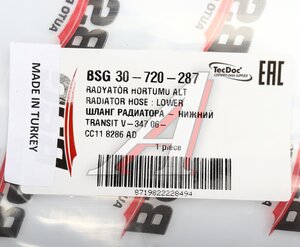 BSG 30-720-287
TecDoc
EAC
RADYATÖR HORTUMU ALT
RADIATOR HOSE : LOWER
ШЛАНГ РАДИАТОРА - НИЖНИЙ
TRANSIT V-347 06-
CC11 8286 AD
1 piece
8719822228494
MADE IN TURKEY